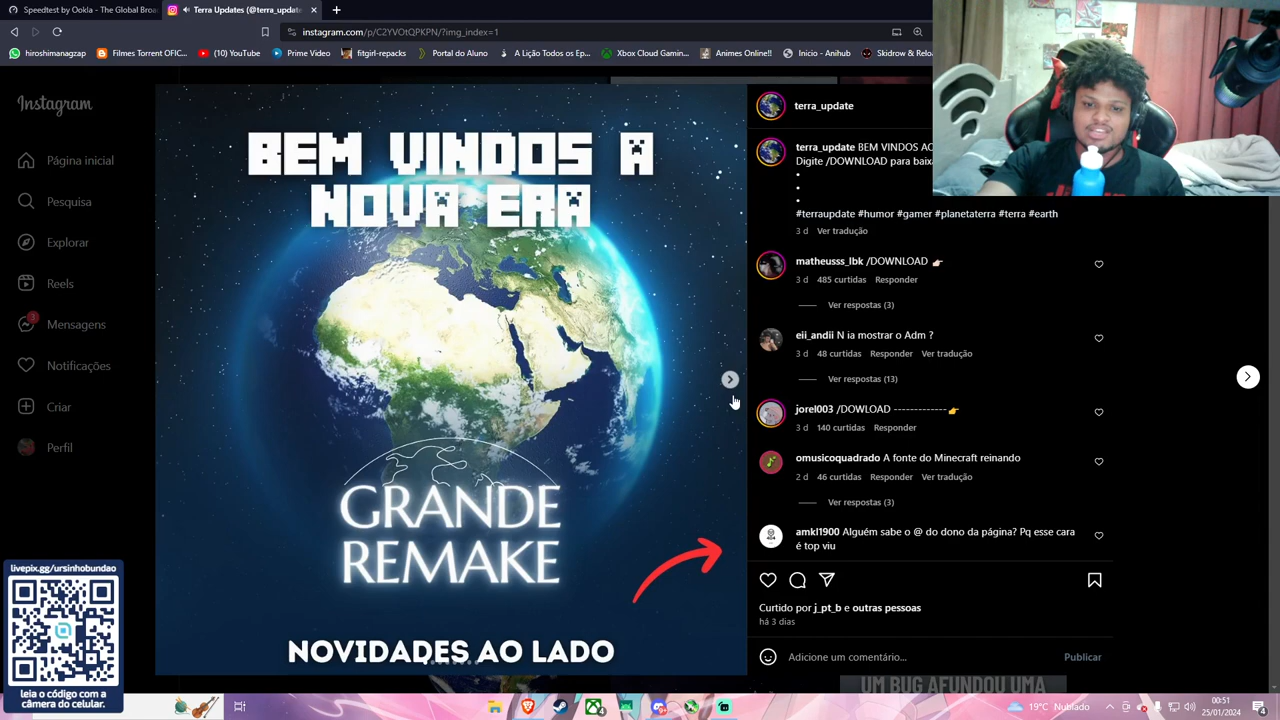 Speedtest by Ookla - The Global Broa
Terra Updates (@terra_update
instagram.com/p/C2YVOtQPKPN/?img_index=1
hiroshimanagzap
Filmes Torrent OFIC...
(10) YouTube
Prime Video
fitgirl-repacks
Portal do Aluno
A Lição de Todos os Ep...
Xbox Cloud Gamin...
Animes Online!!
Início - Anihub
Skidrow & Reloa
Instagram
Página inicial
Pesquisa
Explorar
Reels
3
Mensagens
Notificações
Criar
Perfil
BEM VINDOS A
NOVA ERA
GRANDE
REMAKE
NOVIDADES AO LADO
terra_update
terra_update BEM VINDOS AO
Digite /DOWNLOAD para baixa
•
•
•
#terraupdate #humor #gamer #planetaterra #terra #earth
3 d Ver tradução
matheusss_lbk /DOWNLOAD 👉🏻
3 d 485 curtidas Responder
Ver respostas (3)
eii_andii N ia mostrar o Adm ?
3 d 48 curtidas Responder Ver tradução
Ver respostas (13)
jorel003 /DOWLOAD -------------👉
3 d 140 curtidas Responder
omusicoquadrado A fonte do Minecraft reinando
2 d 46 curtidas Responder Ver tradução
Ver respostas (3)
amkl1900 Alguém sabe o @ do dono da página? Pq esse cara
é top viu
Curtido por j_pt_b e outras pessoas
há 3 dias
Adicione um comentário...
Publicar
UM BUG AFUNDOU UMA
livepix.gg/ursinhobundao
leia o código com a
câmera do celular.
19°C Nublado
00:51
25/01/2024
4